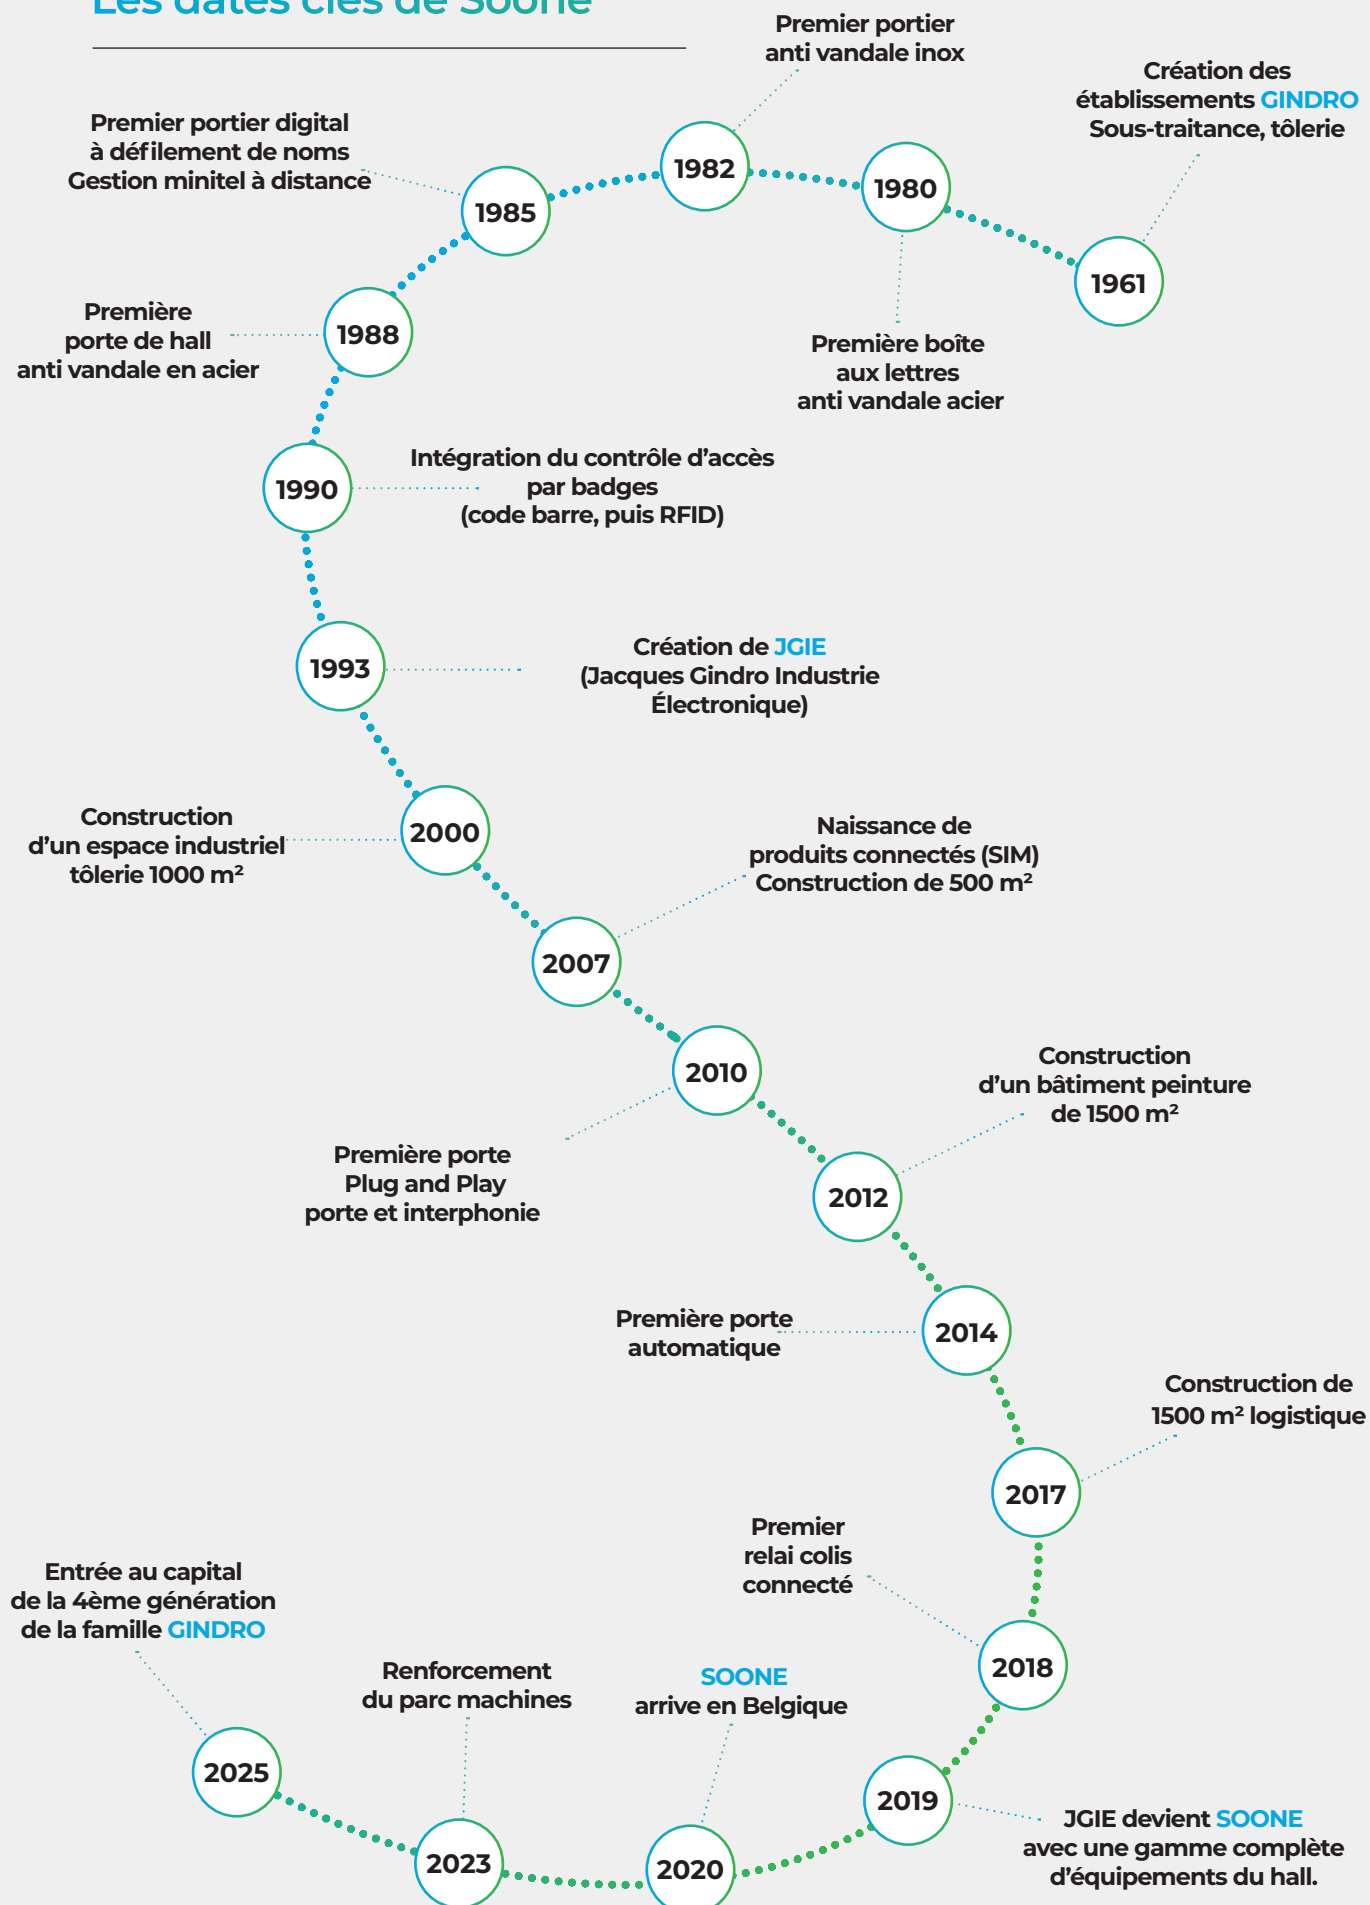 Les dates clés de Soone
Premier portier
anti vandale inox
Création des
établissements GINDRO
Sous-traitance, tôlerie
Premier portier digital
à défilement de noms
Gestion minitel à distance
1982
1980
1985
1961
Première
porte de hall
anti vandale en acier
1988
Première boîte
aux lettres
anti vandale acier
1990
Intégration du contrôle d'accès
par badges
(code barre, puis RFID)
1993
Création de JGIE
(Jacques Gindro Industrie
Électronique)
Construction
d'un espace industriel
tôlerie 1000 m²
2000
Naissance de
produits connectés (SIM)
Construction de 500 m²
2007
2010
Première porte
Plug and Play
porte et interphonie
Construction
d'un bâtiment peinture
de 1500 m²
2012
Première porte
automatique
2014
Construction de
1500 m² logistique
2017
Premier
relai colis
connecté
2018
Entrée au capital
de la 4ème génération
de la famille GINDRO
Renforcement
du parc machines
SOONE
arrive en Belgique
2025
2019
JGIE devient SOONE
avec une gamme complète
d'équipements du hall.
2023
2020